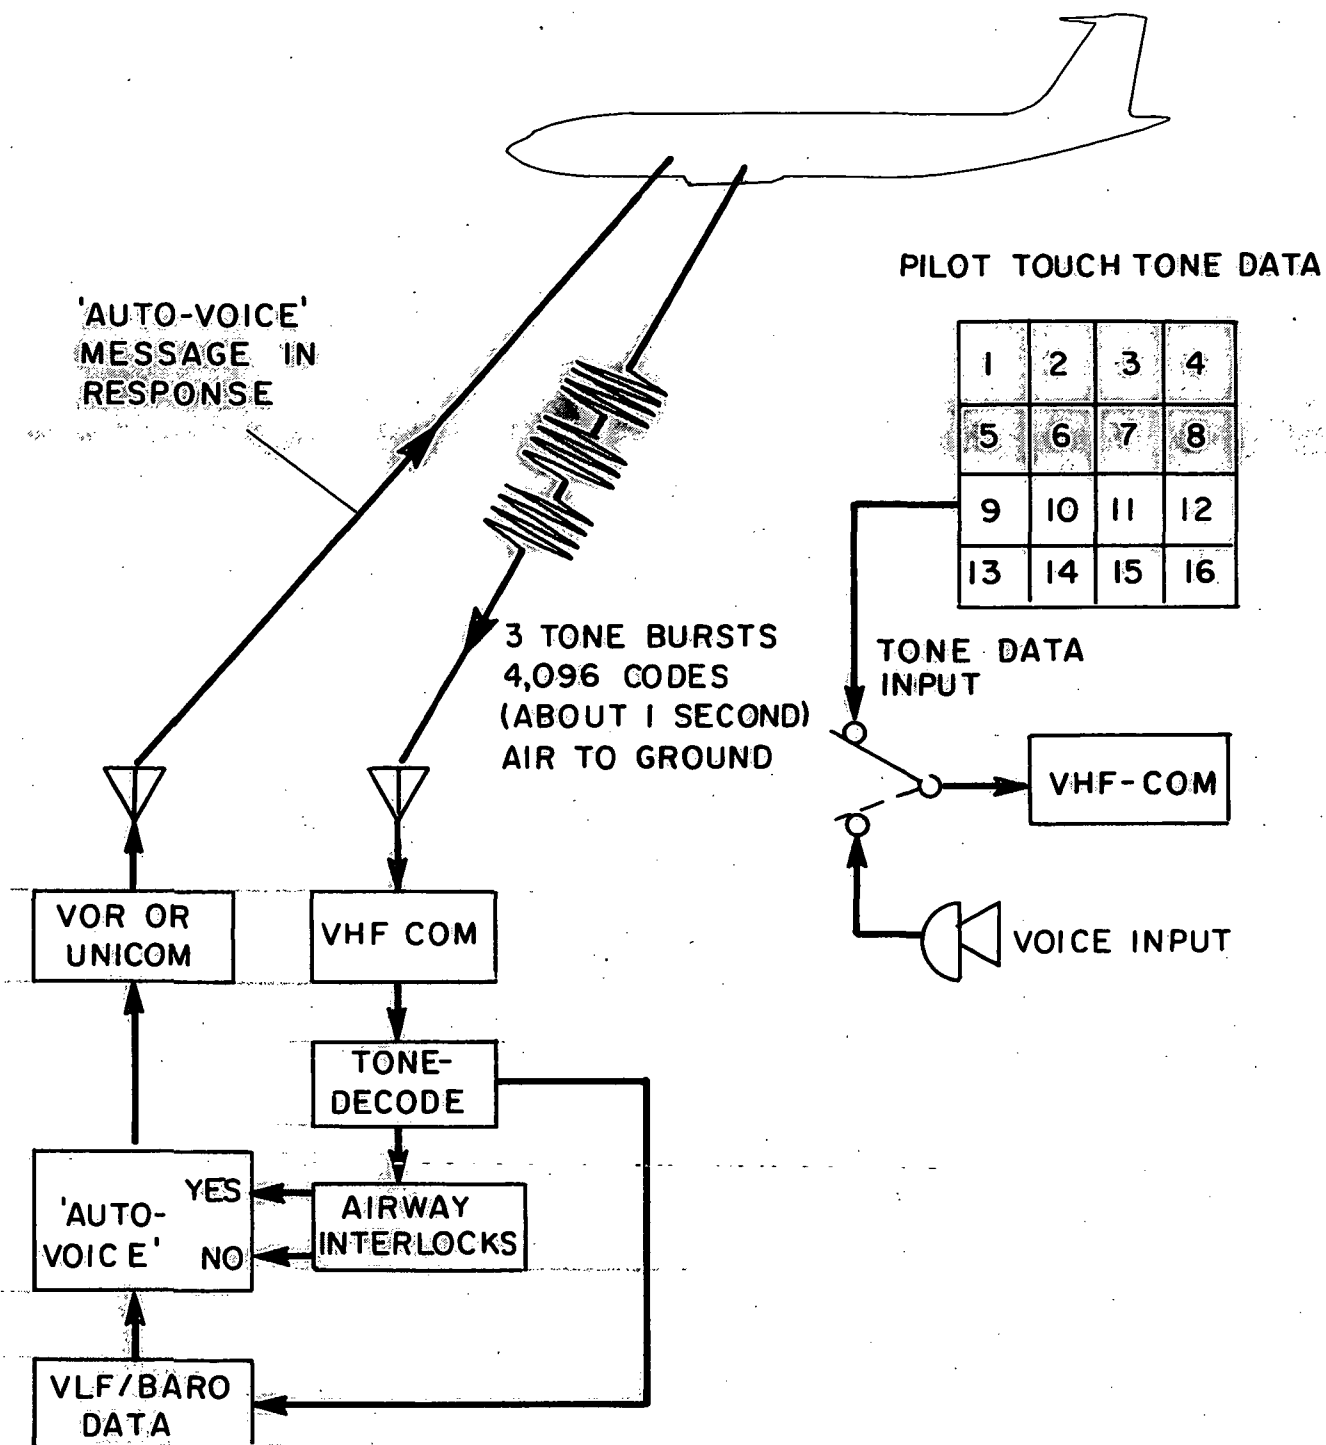 PILOT TOUCH TONE DATA
1 2 3 4
5 6 7 8
9 10 11 12
13 14 15 16
'AUTO-VOICE'
MESSAGE IN
RESPONSE
3 TONE BURSTS
4,096 CODES
(ABOUT 1 SECOND)
AIR TO GROUND
TONE DATA
INPUT
VHF-COM
VOICE INPUT
VOR OR
UNICOM
VHF COM
TONE-
DECODE
'AUTO-
VOICE'
YES
NO
AIRWAY
INTERLOCKS
VLF/BARO
DATA